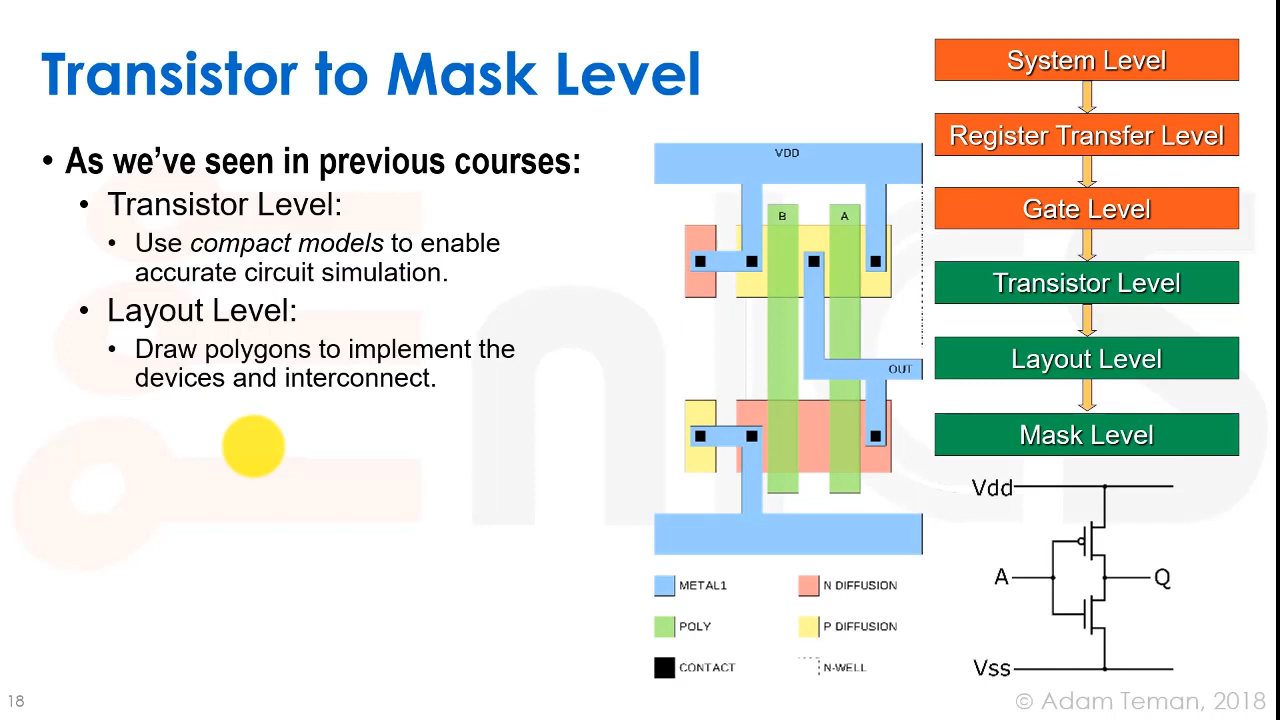 Transistor to Mask Level
• As we’ve seen in previous courses:
• Transistor Level:
• Use compact models to enable
accurate circuit simulation.
• Layout Level:
• Draw polygons to implement the
devices and interconnect.
VDD
B
A
OUT
METAL1
N DIFFUSION
POLY
P DIFFUSION
CONTACT
N-WELL
System Level
Register Transfer Level
Gate Level
Transistor Level
Layout Level
Mask Level
Vdd
A
Q
Vss
nics
18
© Adam Teman, 2018